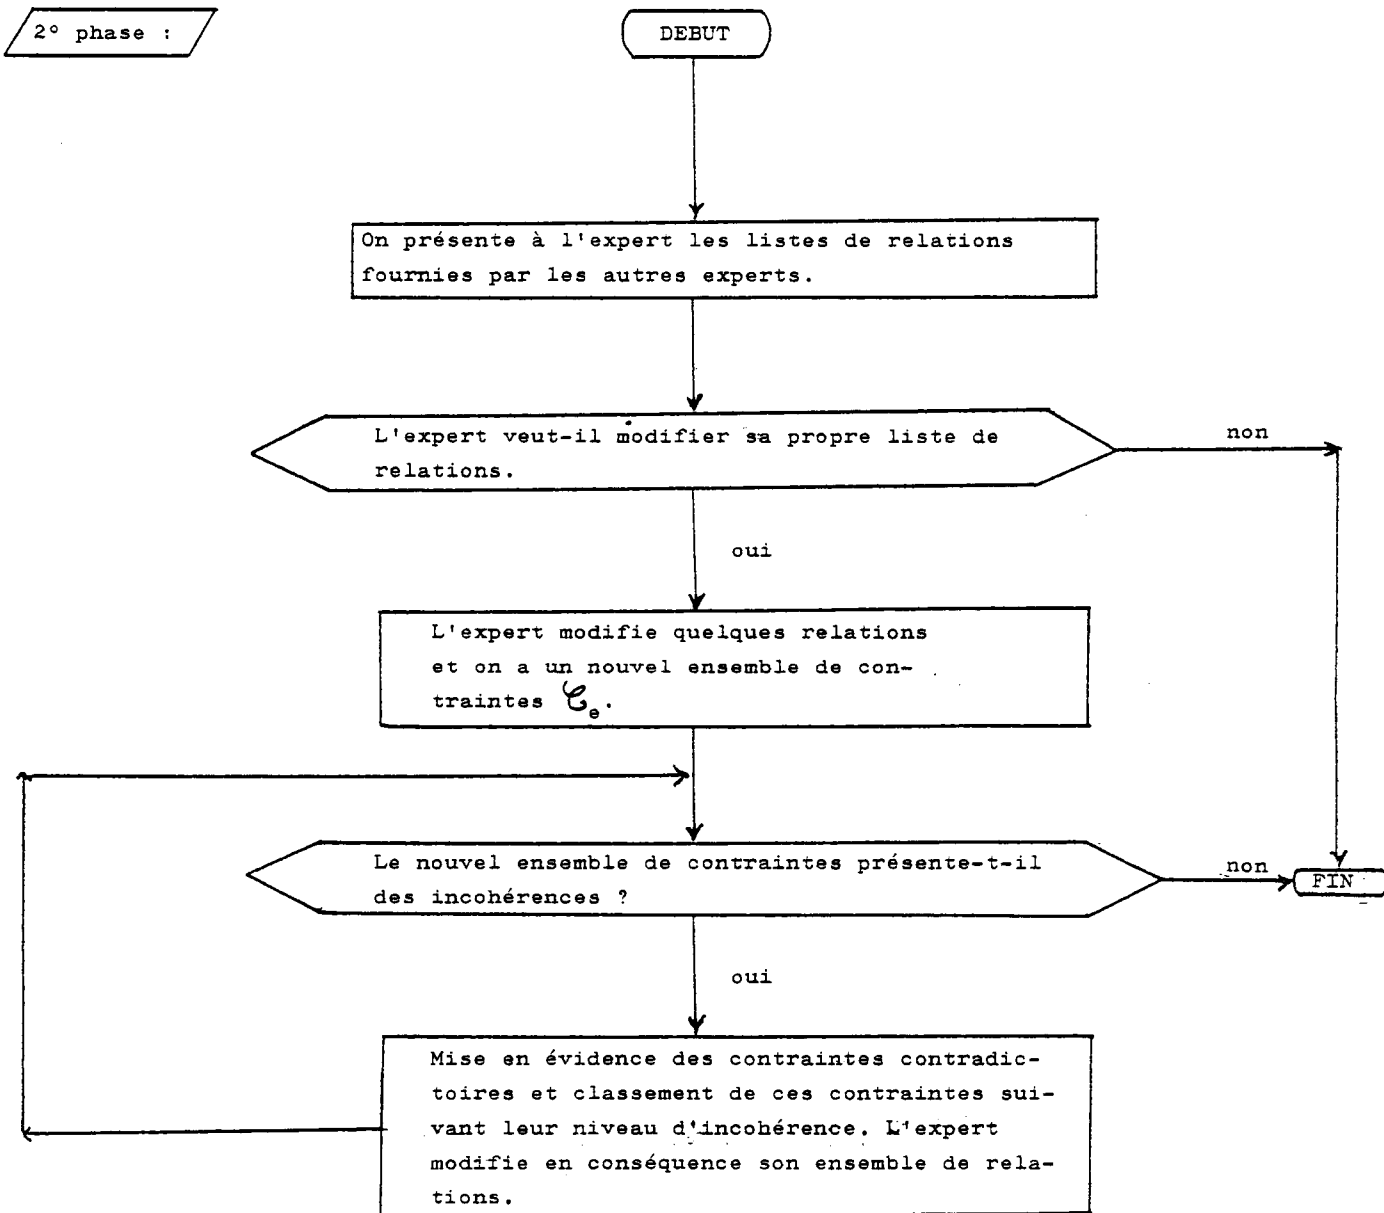 2° phase :
DEBUT
On présente à l'expert les listes de relations
fournies par les autres experts.
L'expert veut-il modifier sa propre liste de
relations.
non
oui
L'expert modifie quelques relations
et on a un nouvel ensemble de con-
traintes 𝒞e.
Le nouvel ensemble de contraintes présente-t-il
des incohérences ?
non
FIN
oui
Mise en évidence des contraintes contradic-
toires et classement de ces contraintes sui-
vant leur niveau d'incohérence. L'expert
modifie en conséquence son ensemble de rela-
tions.